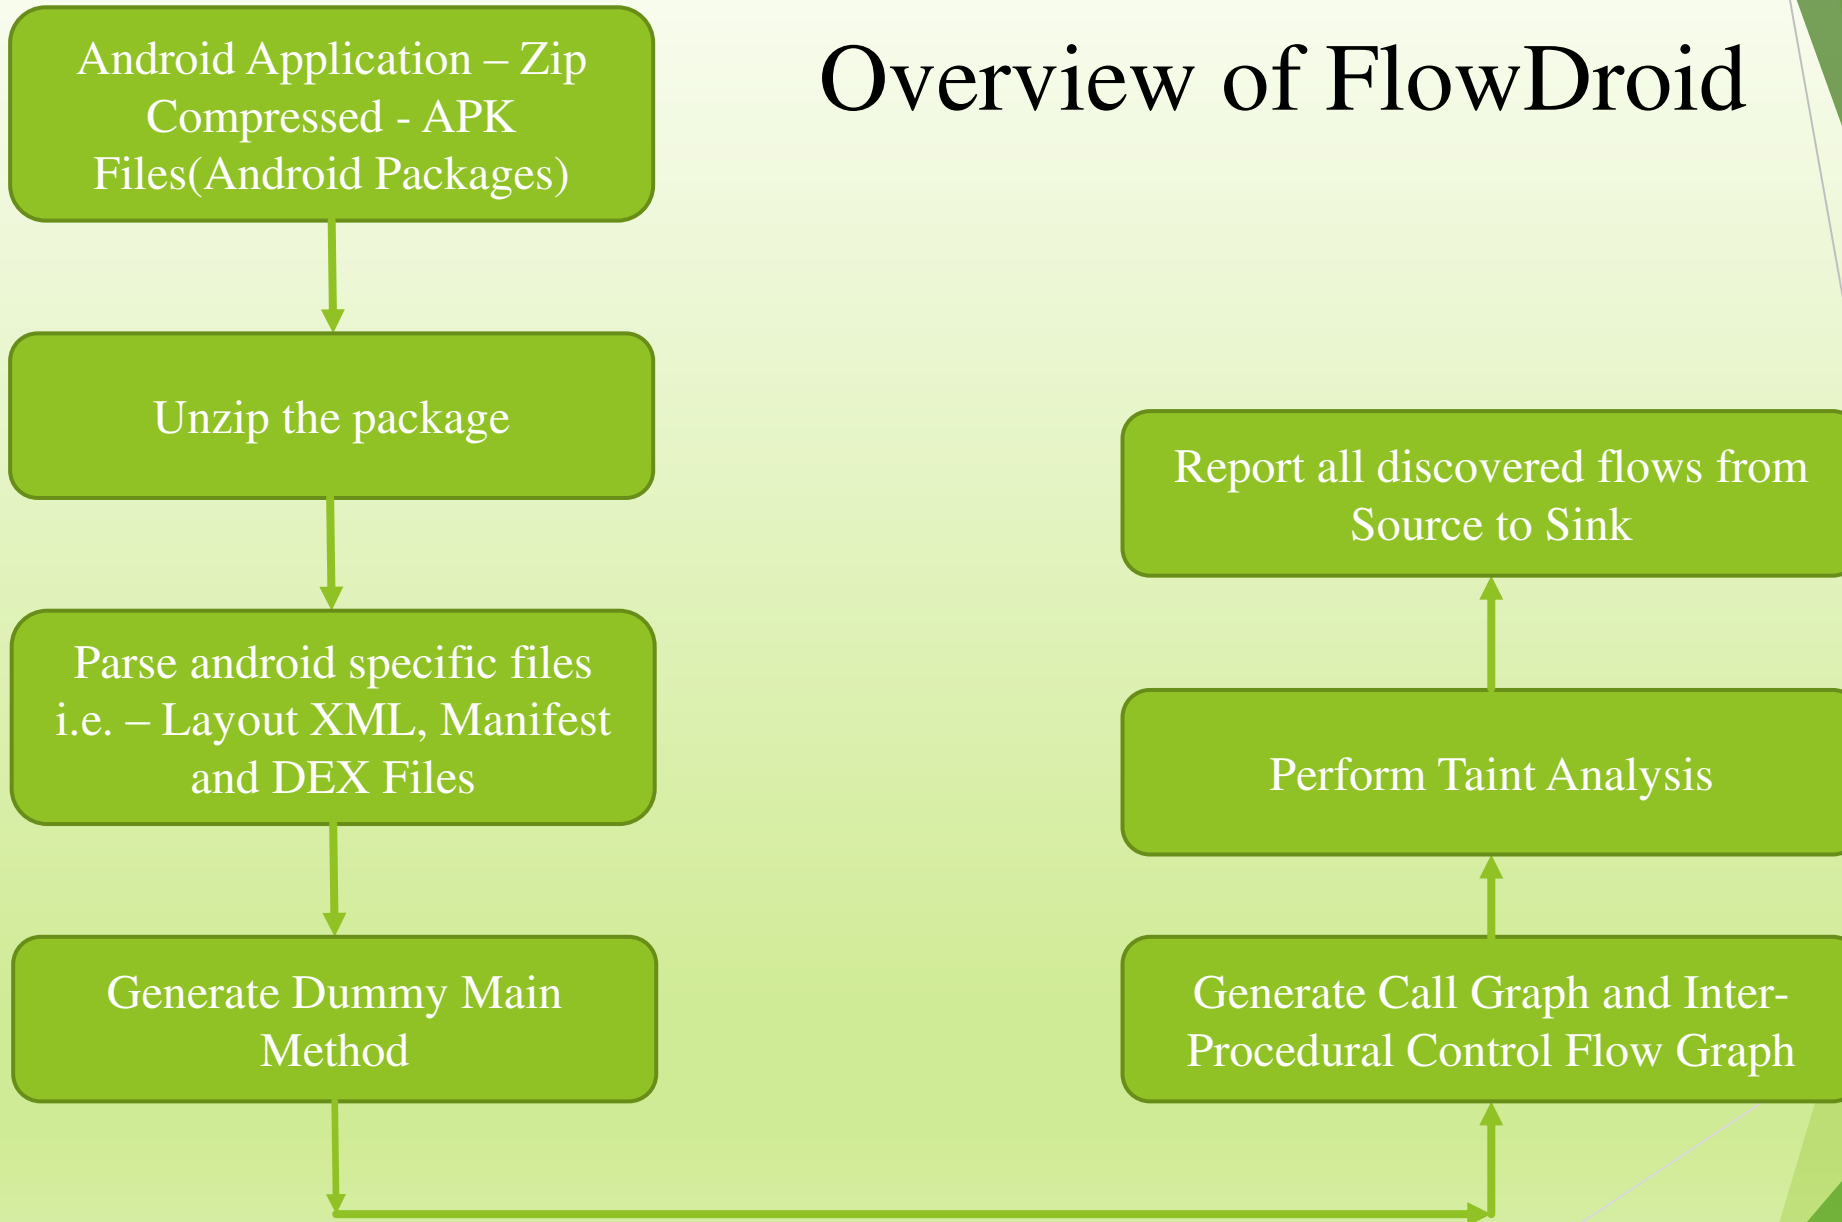 Overview of FlowDroid
Android Application – Zip
Compressed - APK
Files(Android Packages)
Unzip the package
Parse android specific files
i.e. – Layout XML, Manifest
and DEX Files
Generate Dummy Main
Method
Generate Call Graph and Inter-
Procedural Control Flow Graph
Perform Taint Analysis
Report all discovered flows from
Source to Sink